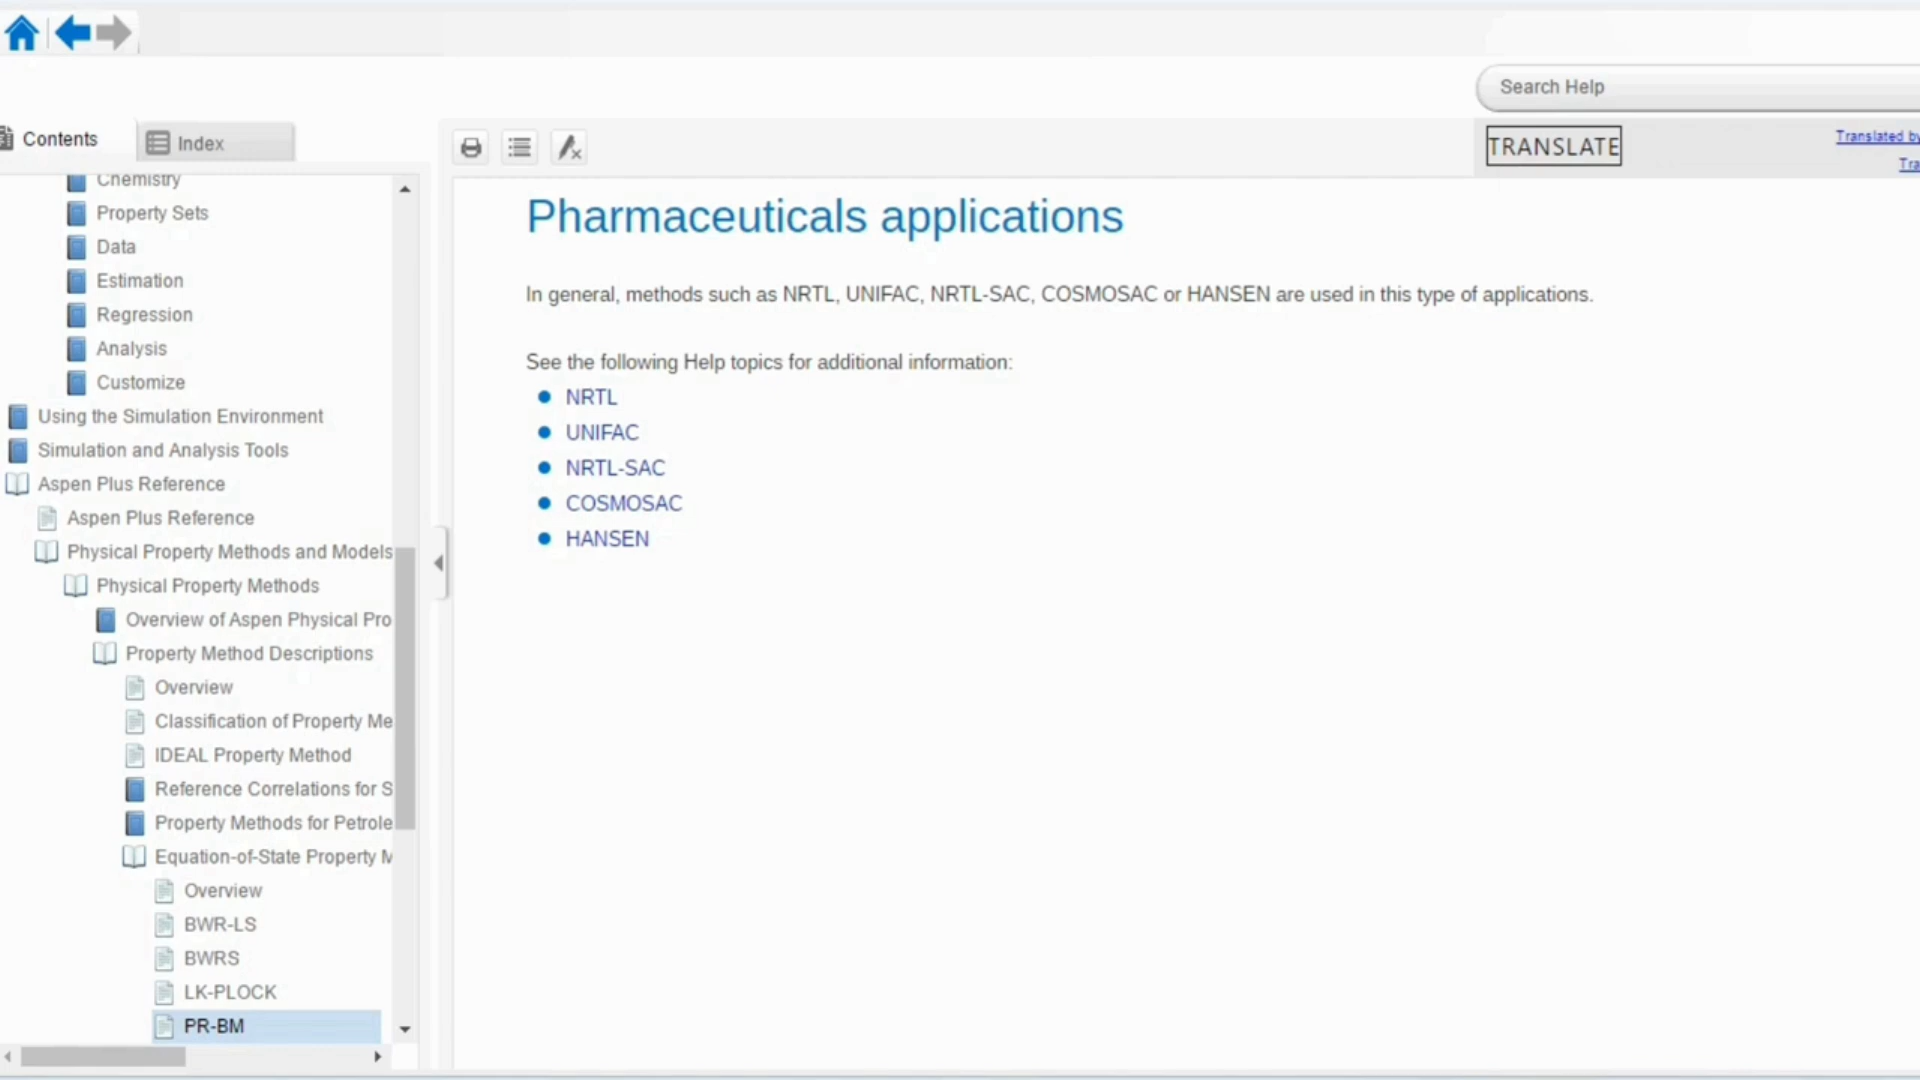 Search Help
Contents
Index
TRANSLATE
Translated by
Chemistry
Property Sets
Data
Estimation
Regression
Analysis
Customize
Using the Simulation Environment
Simulation and Analysis Tools
Aspen Plus Reference
Aspen Plus Reference
Physical Property Methods and Models
Physical Property Methods
Overview of Aspen Physical Pro
Property Method Descriptions
Overview
Classification of Property Me
IDEAL Property Method
Reference Correlations for S
Property Methods for Petrole
Equation-of-State Property M
Overview
BWR-LS
BWRS
LK-PLOCK
PR-BM
Pharmaceuticals applications
In general, methods such as NRTL, UNIFAC, NRTL-SAC, COSMOSAC or HANSEN are used in this type of applications.
See the following Help topics for additional information:
NRTL
UNIFAC
NRTL-SAC
COSMOSAC
HANSEN